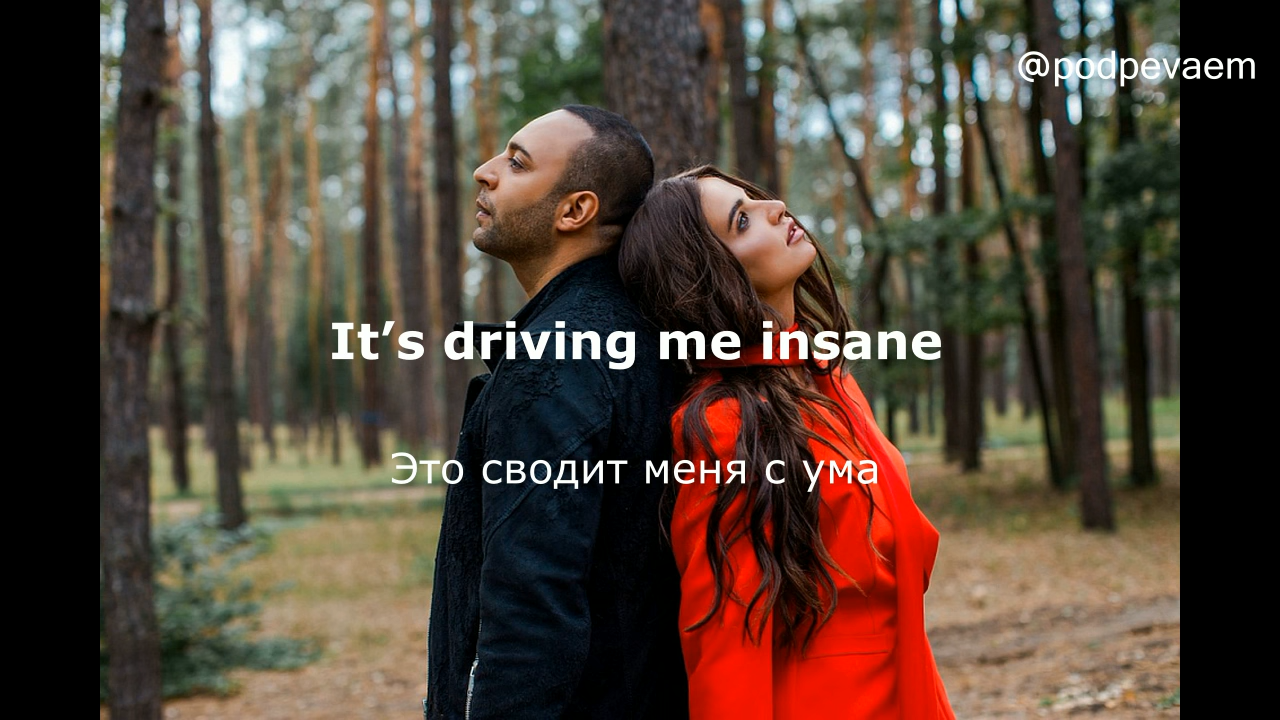 @podpevaem
It’s driving me insane
Это сводит меня с ума